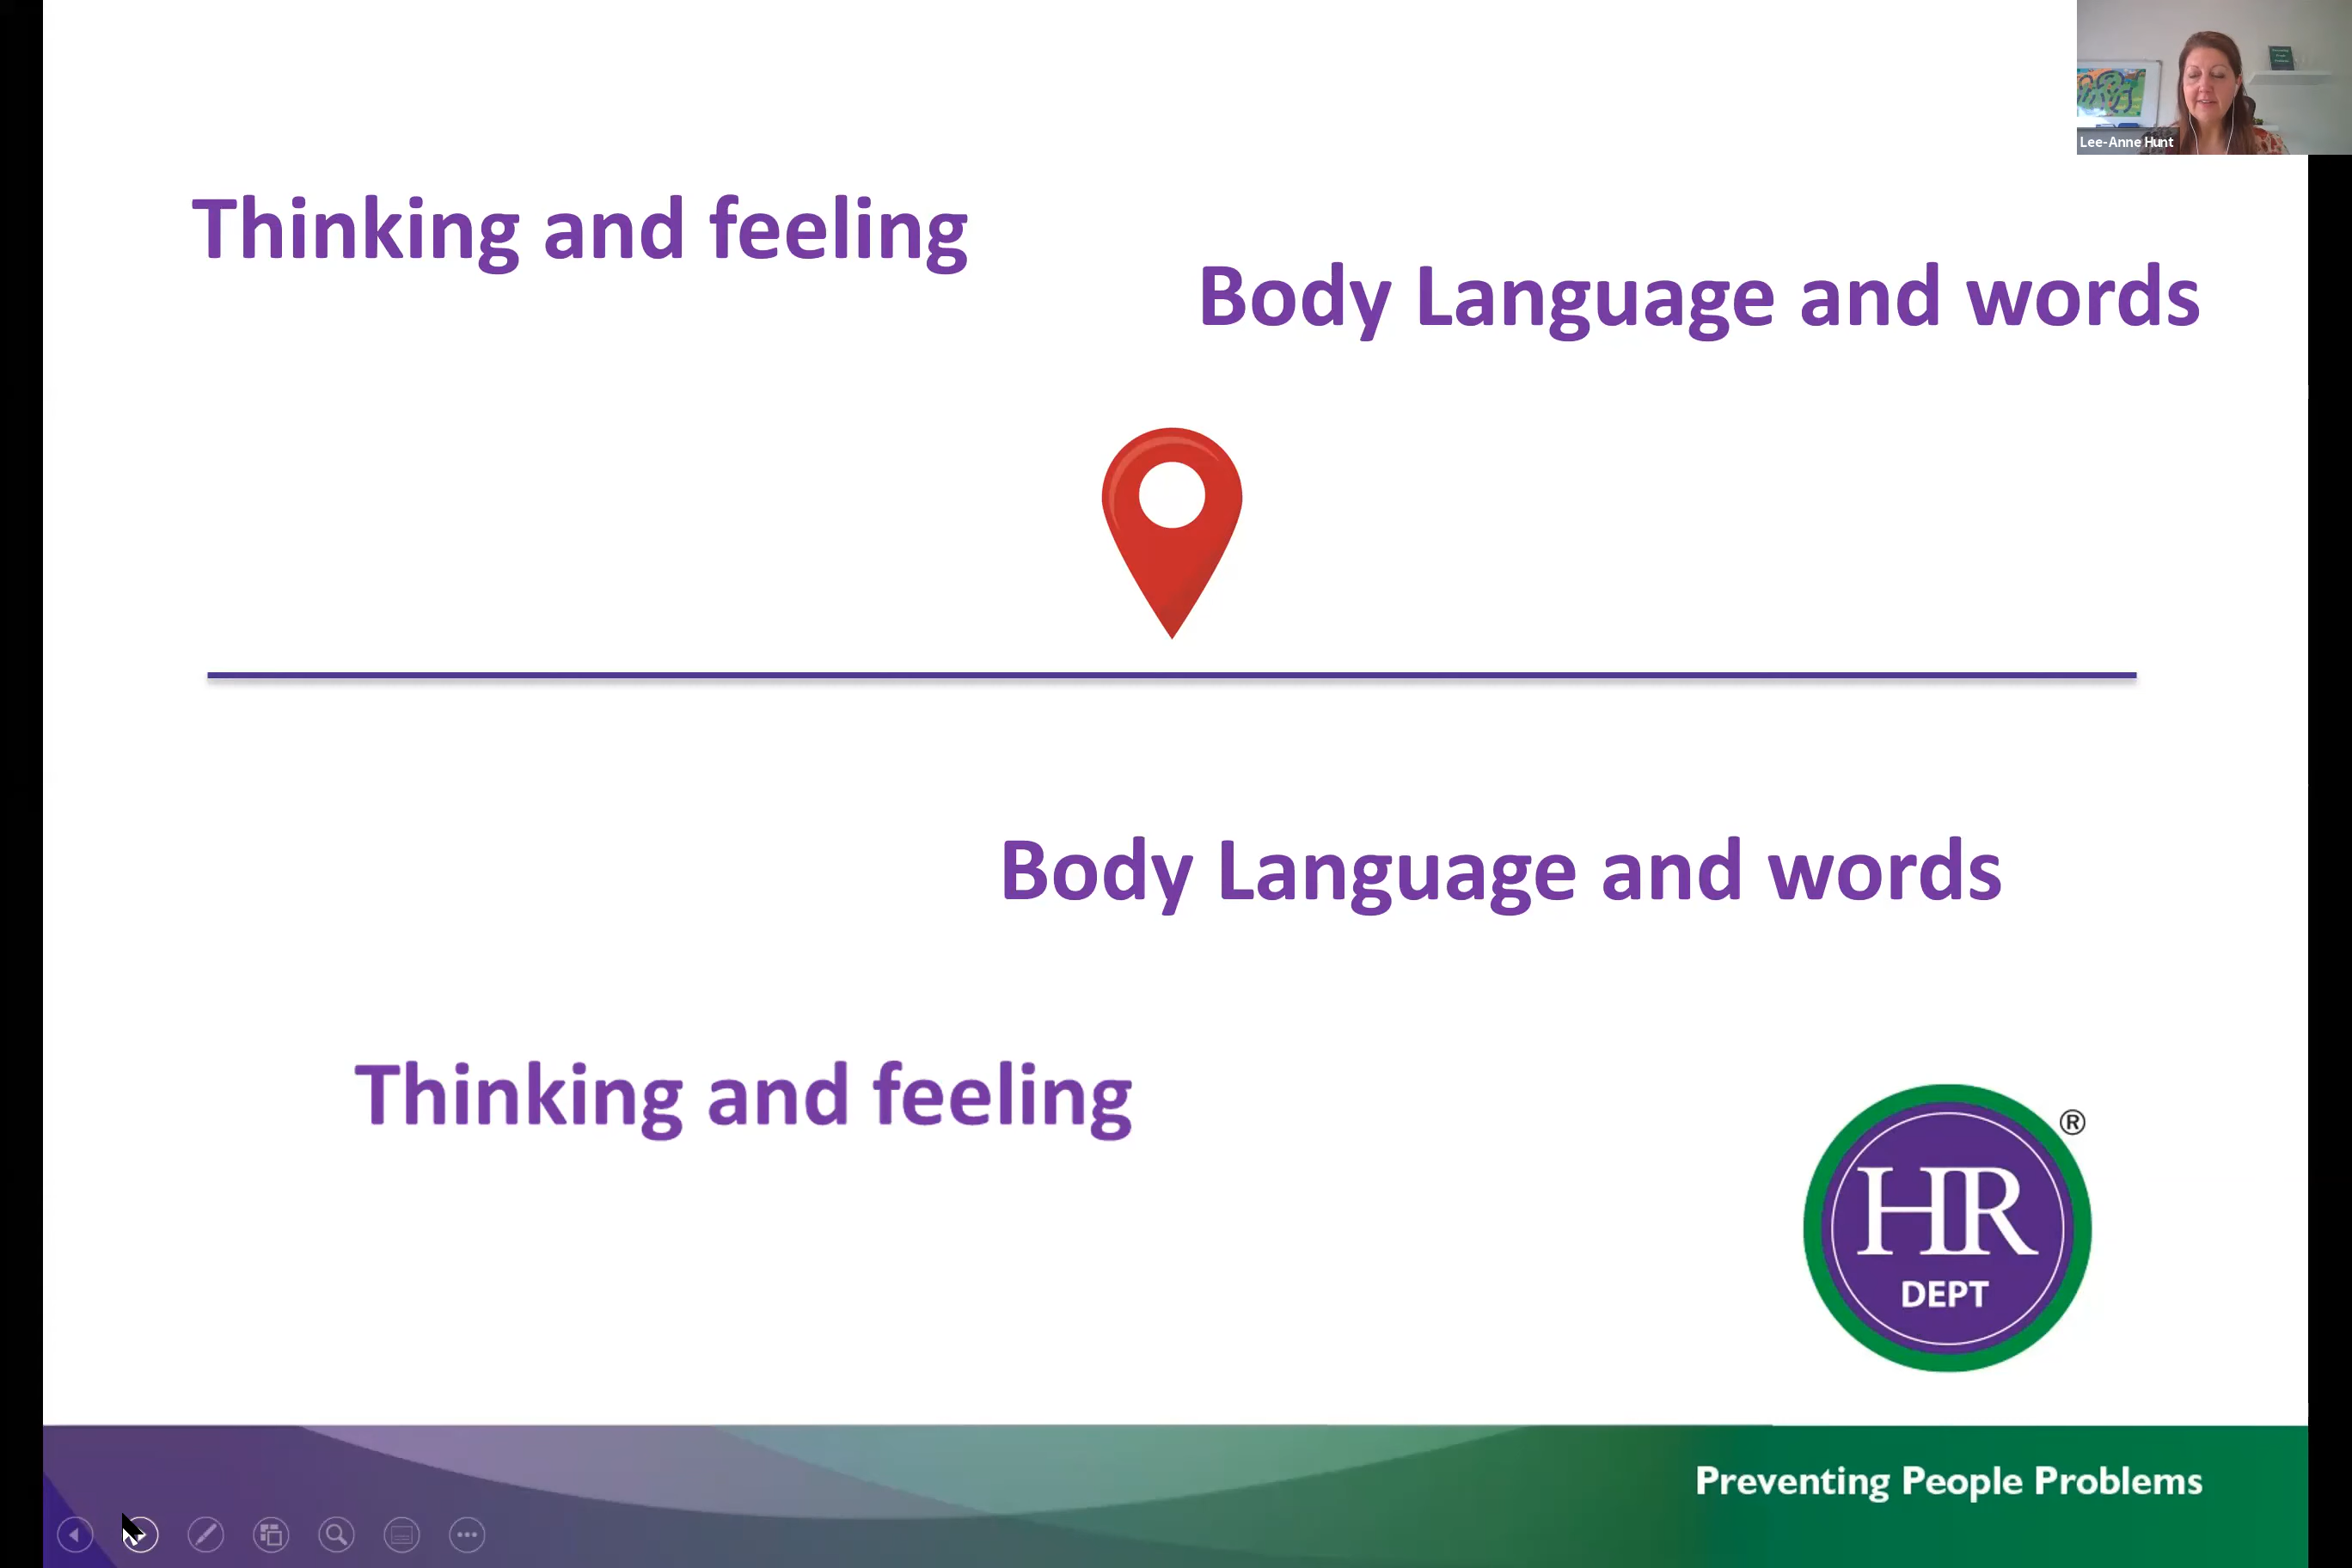 Lee-Anne Hunt
Thinking and feeling
Body Language and words
Body Language and words
Thinking and feeling
®
HR
DEPT
Preventing People Problems